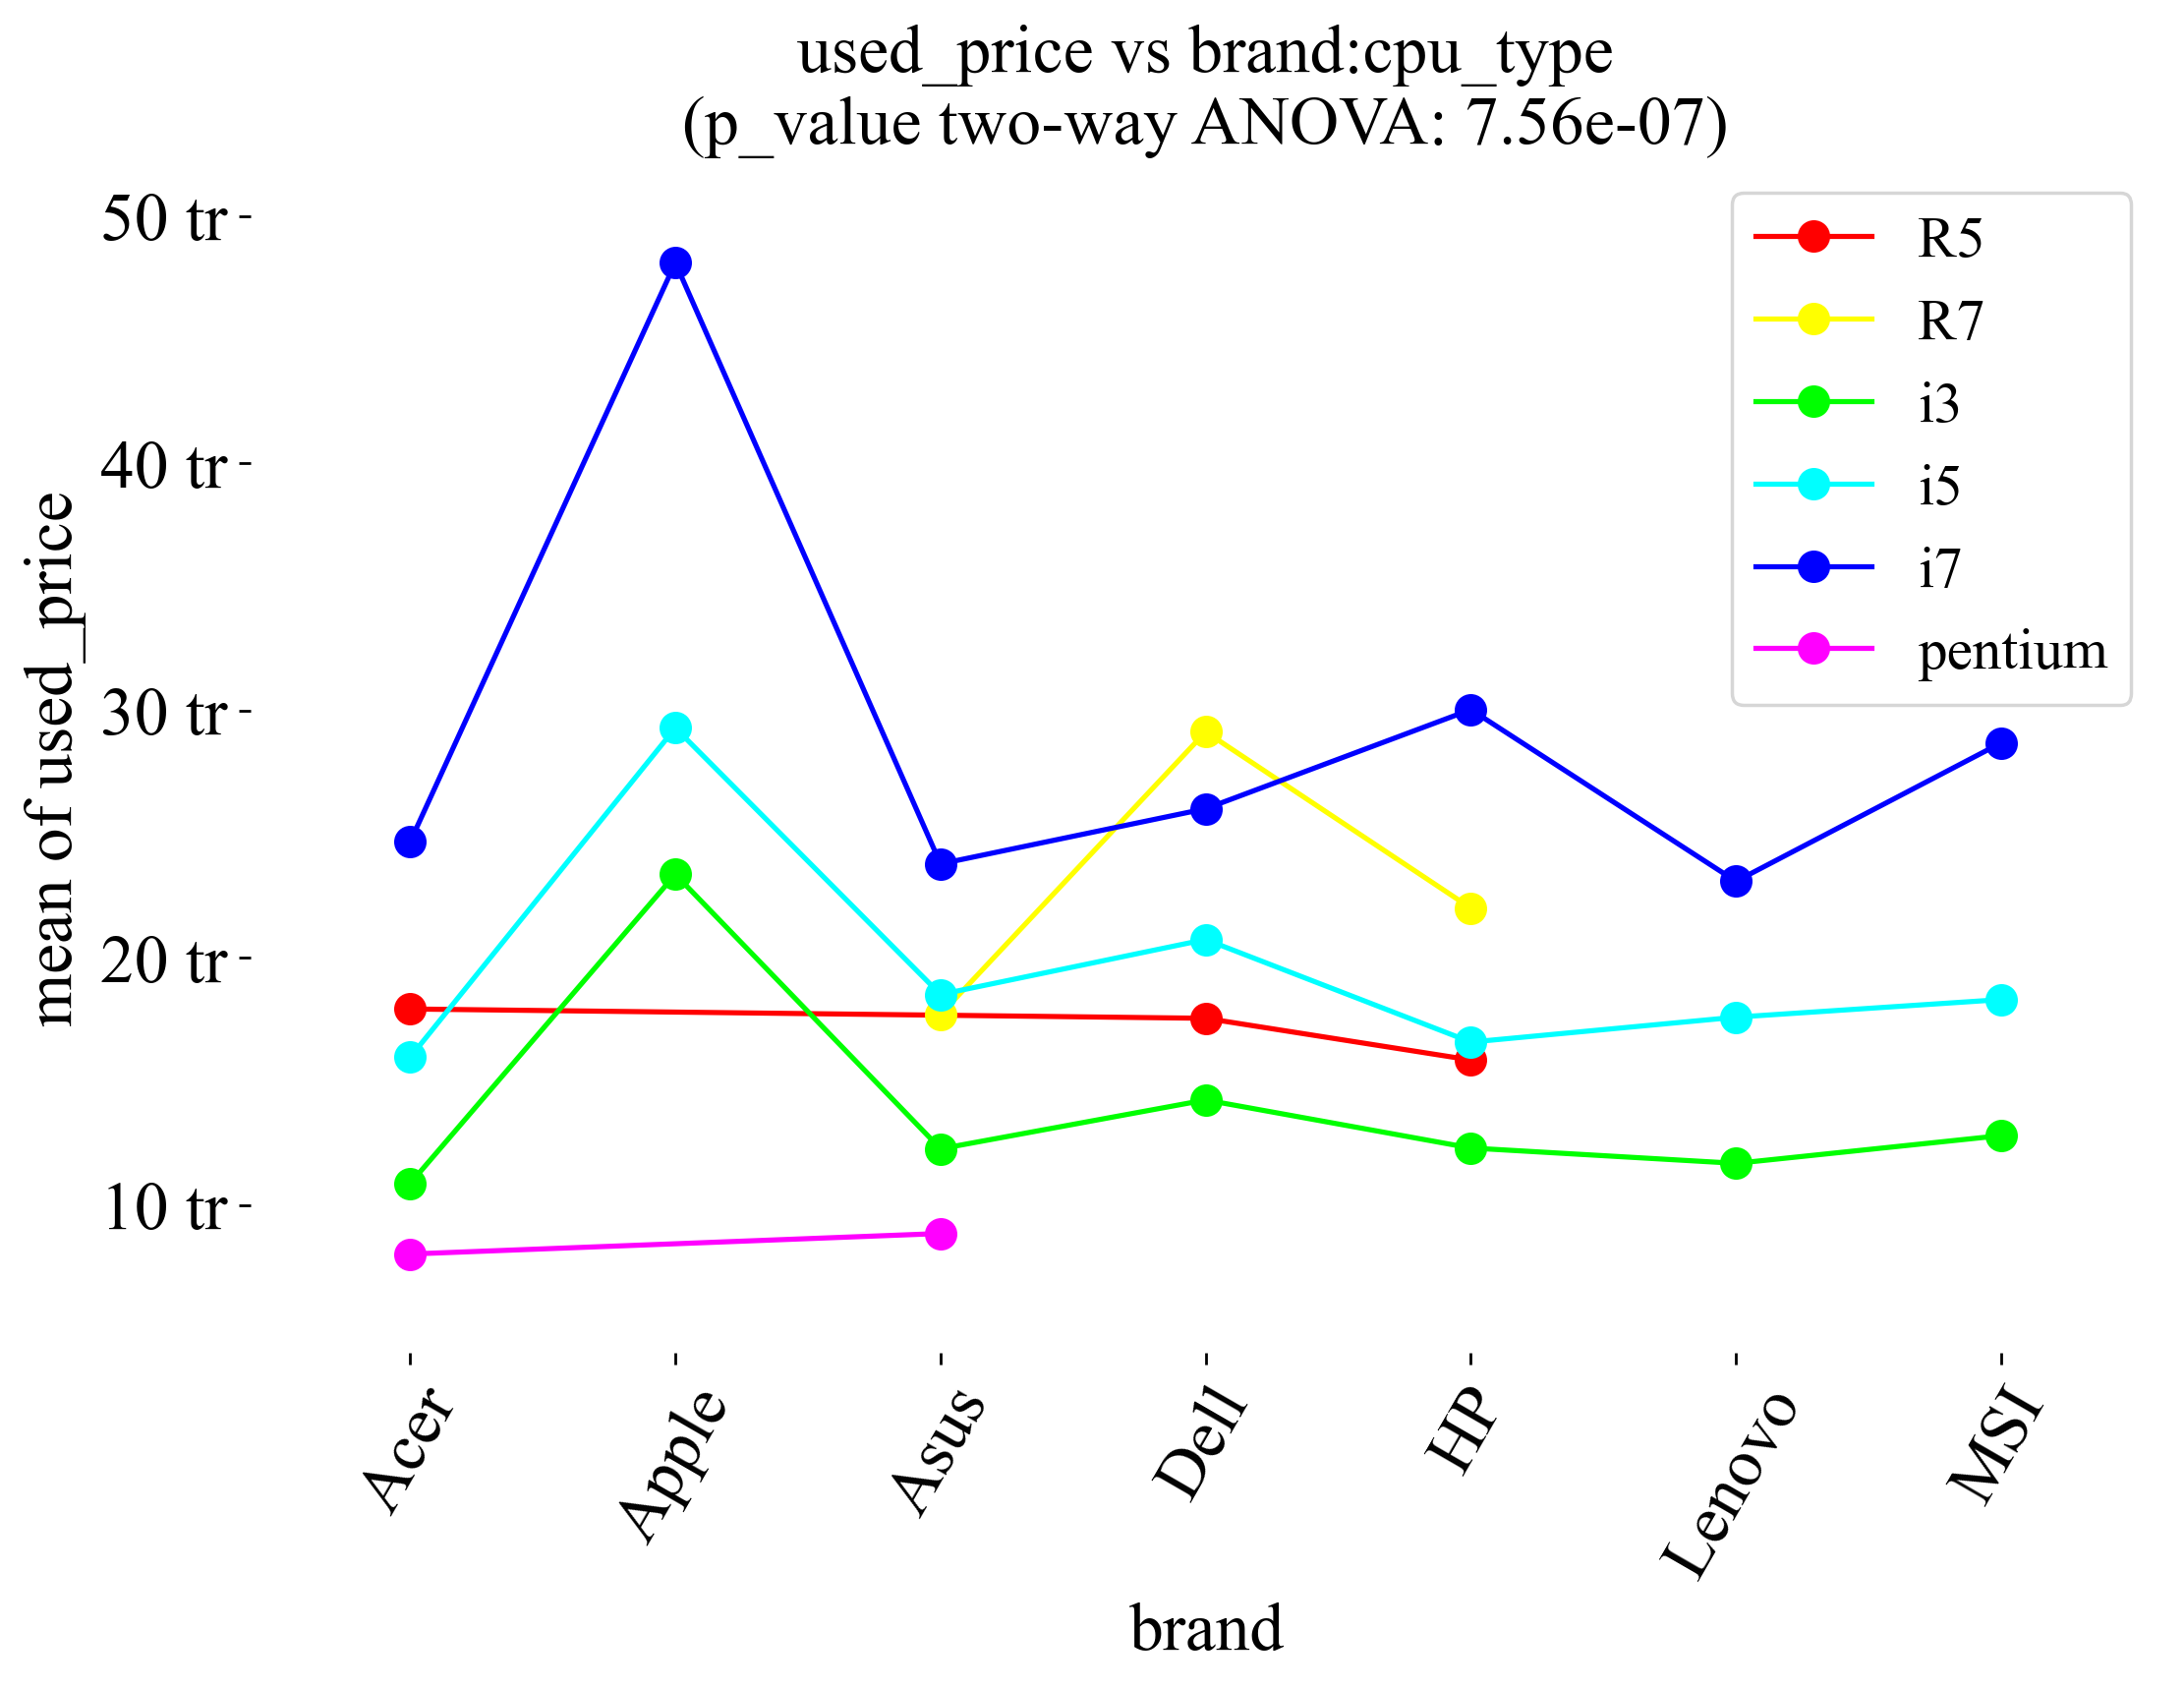 used_price vs brand:cpu_type
(p_value two-way ANOVA: 7.56e-07)
50 tr
40 tr
30 tr
20 tr
10 tr
mean of used_price
R5
R7
i3
i5
i7
pentium
Acer
Apple
Asus
Dell
HP
Lenovo
MSI
brand